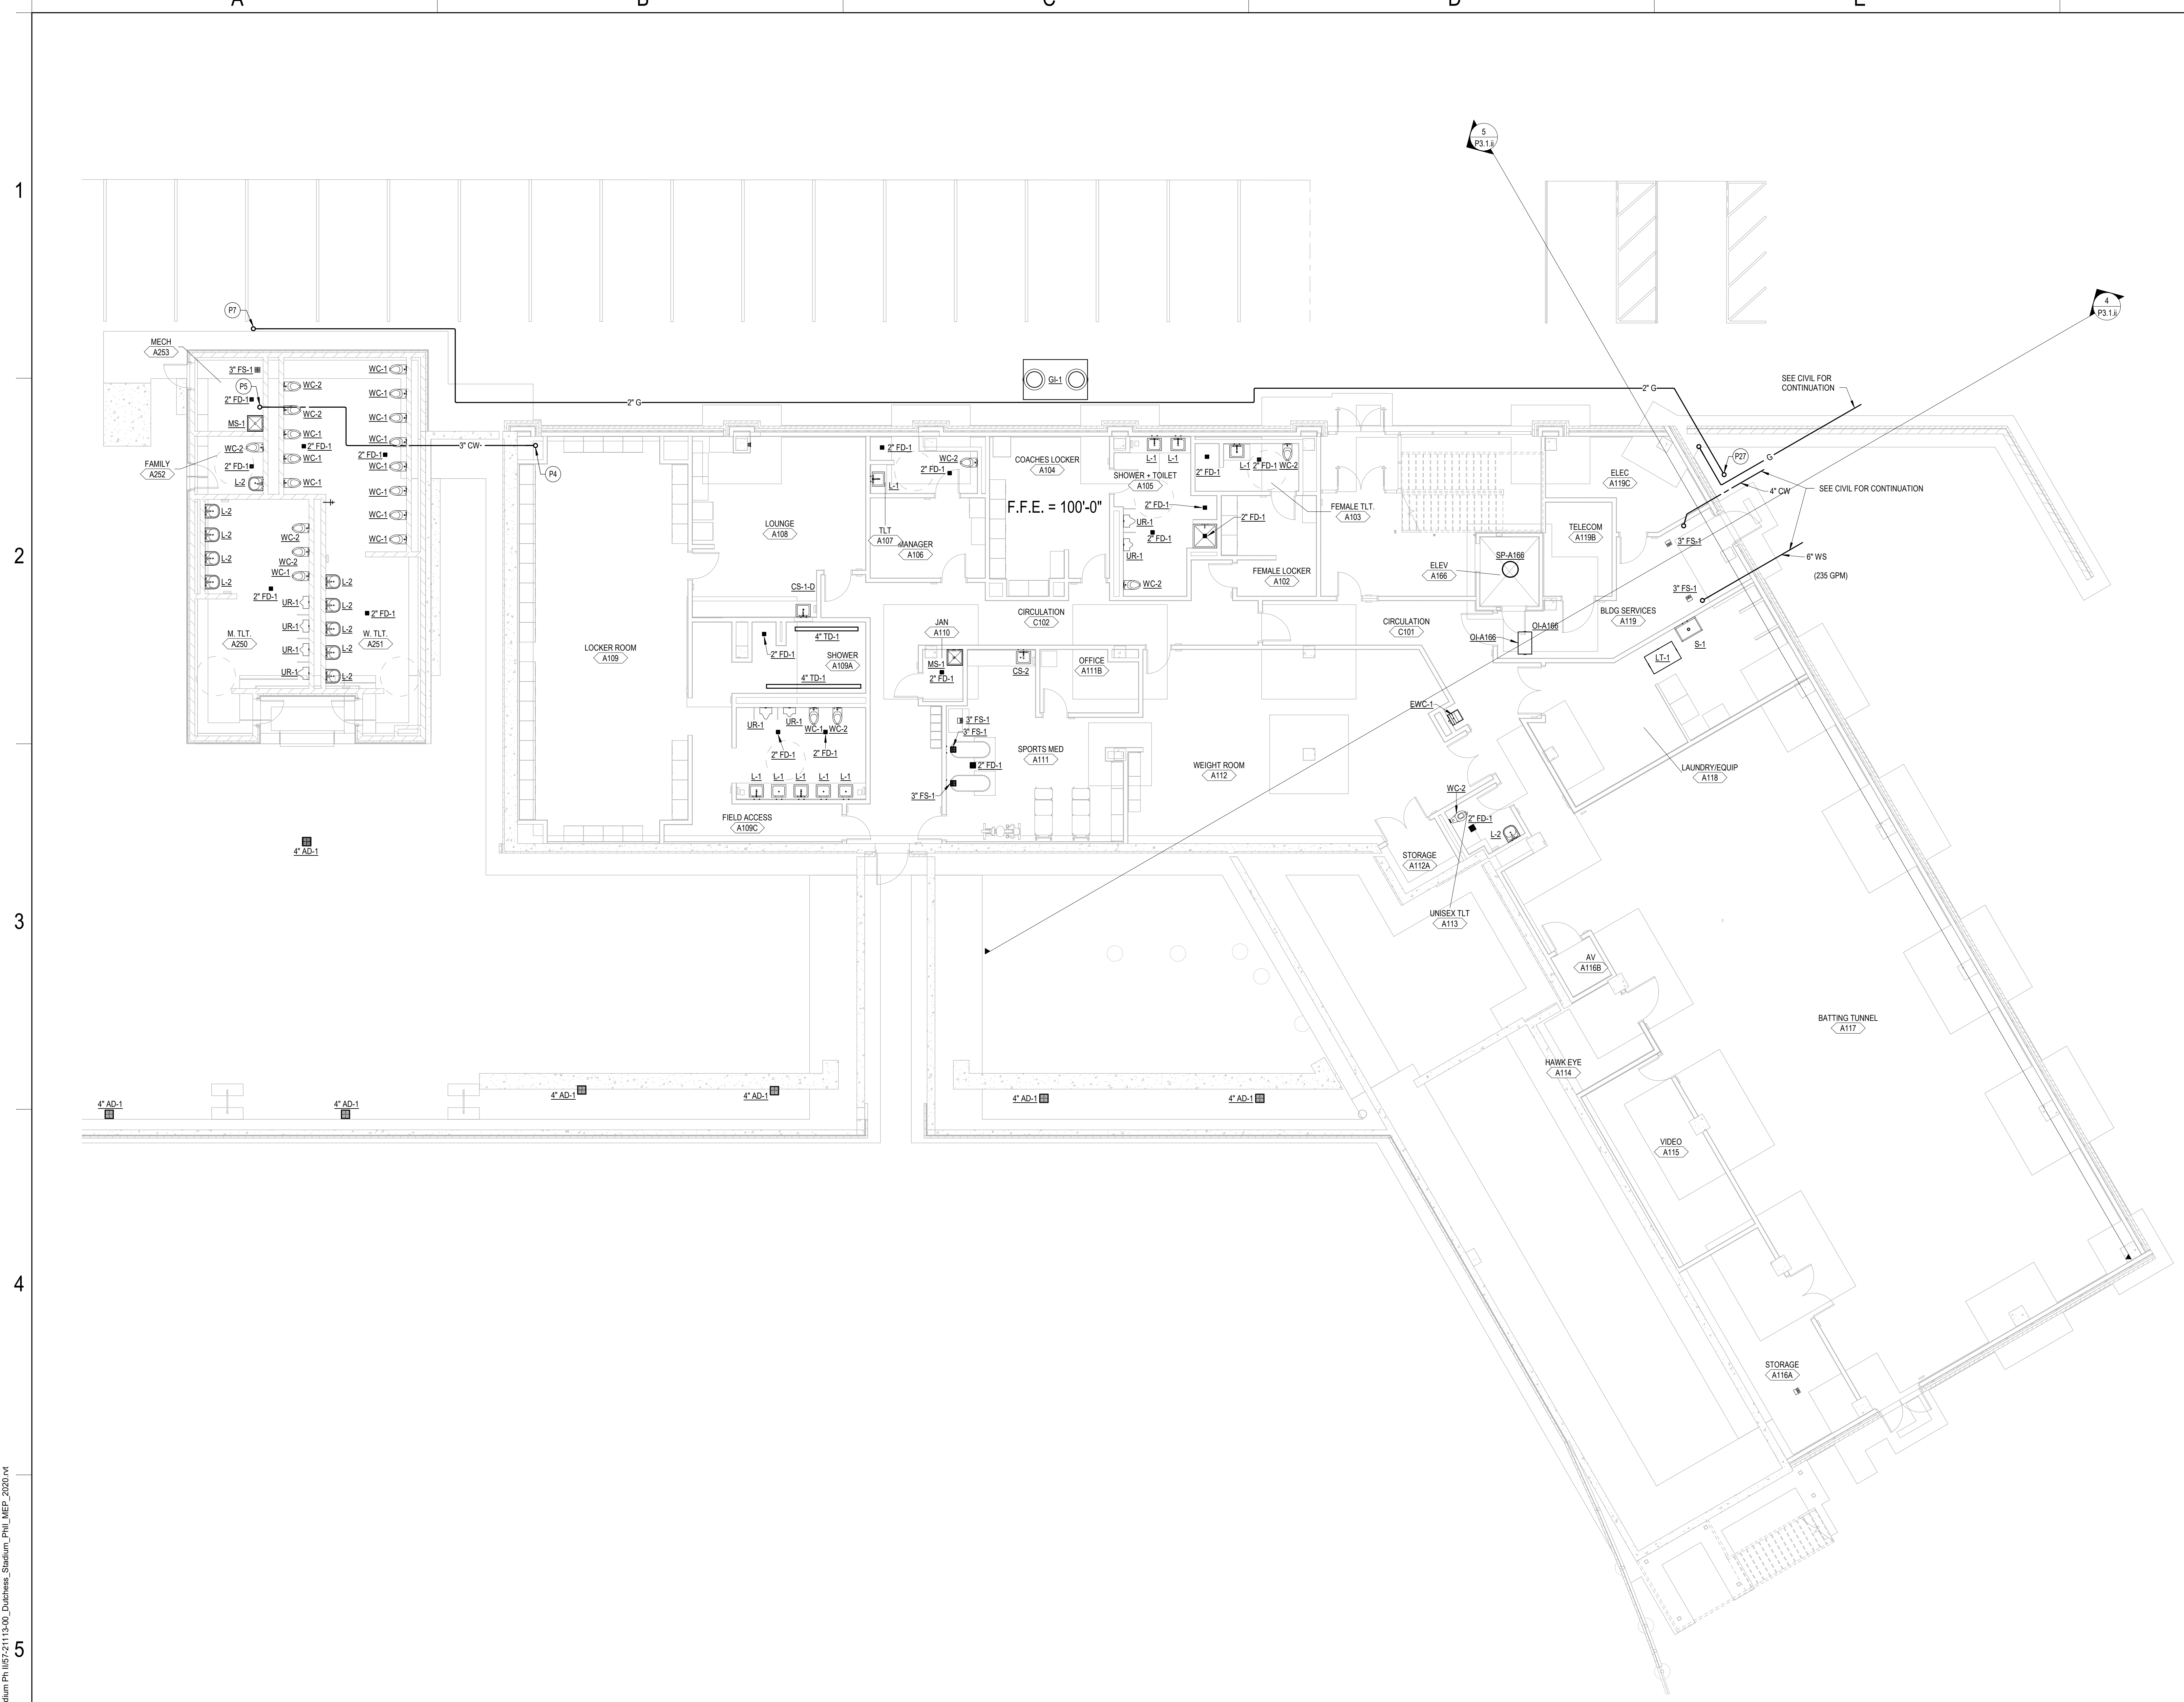 A
B
C
D
E
1
2
3
4
5
5
P3.1.ii
4
P3.1.ii
P7
MECH
A253
3" FS-1
P5
2" FD-1
MS-1
WC-2
FAMILY
A252
2" FD-1
L-2
WC-1
WC-1
WC-1
WC-1
WC-1
WC-1
WC-1
WC-1
WC-2
WC-2
WC-1
2" FD-1
WC-1
WC-1
2" FD-1
L-2
L-2
L-2
L-2
WC-2
WC-2
WC-1
2" FD-1
UR-1
UR-1
UR-1
UR-1
L-2
L-2
L-2
L-2
2" FD-1
M. TLT.
A250
W. TLT.
A251
3" CW
P4
2" G
GI-1
2" G
SEE CIVIL FOR
CONTINUATION
P27
G
4" CW
SEE CIVIL FOR CONTINUATION
6" WS
(235 GPM)
LOUNGE
A108
2" FD-1
WC-2
2" FD-1
L-1
TLT
A107
MANAGER
A106
COACHES LOCKER
A104
F.F.E. = 100'-0"
L-1
L-1
SHOWER + TOILET
A105
2" FD-1
UR-1
2" FD-1
UR-1
WC-2
2" FD-1
L-1
2" FD-1
WC-2
2" FD-1
FEMALE TLT.
A103
FEMALE LOCKER
A102
ELEC
A119C
TELECOM
A119B
SP-A166
ELEV
A166
3" FS-1
3" FS-1
BLDG SERVICES
A119
OI-A166
OI-A166
S-1
LT-1
CS-1-D
4" TD-1
2" FD-1
SHOWER
A109A
4" TD-1
LOCKER ROOM
A109
JAN
A110
MS-1
2" FD-1
CS-2
CIRCULATION
C102
OFFICE
A111B
CIRCULATION
C101
EWC-1
UR-1
UR-1
WC-1
WC-2
2" FD-1
2" FD-1
L-1
L-1
L-1
L-1
L-1
3" FS-1
3" FS-1
2" FD-1
3" FS-1
SPORTS MED
A111
WEIGHT ROOM
A112
LAUNDRY/EQUIP
A118
WC-2
2" FD-1
L-2
FIELD ACCESS
A109C
STORAGE
A112A
UNISEX TLT
A113
4" AD-1
AV
A116B
BATTING TUNNEL
A117
HAWK EYE
A114
4" AD-1
4" AD-1
4" AD-1
4" AD-1
4" AD-1
4" AD-1
VIDEO
A115
STORAGE
A116A
Ph II/57-21113-00_Dutchess_Stadium_PhII_MEP_2020.rvt